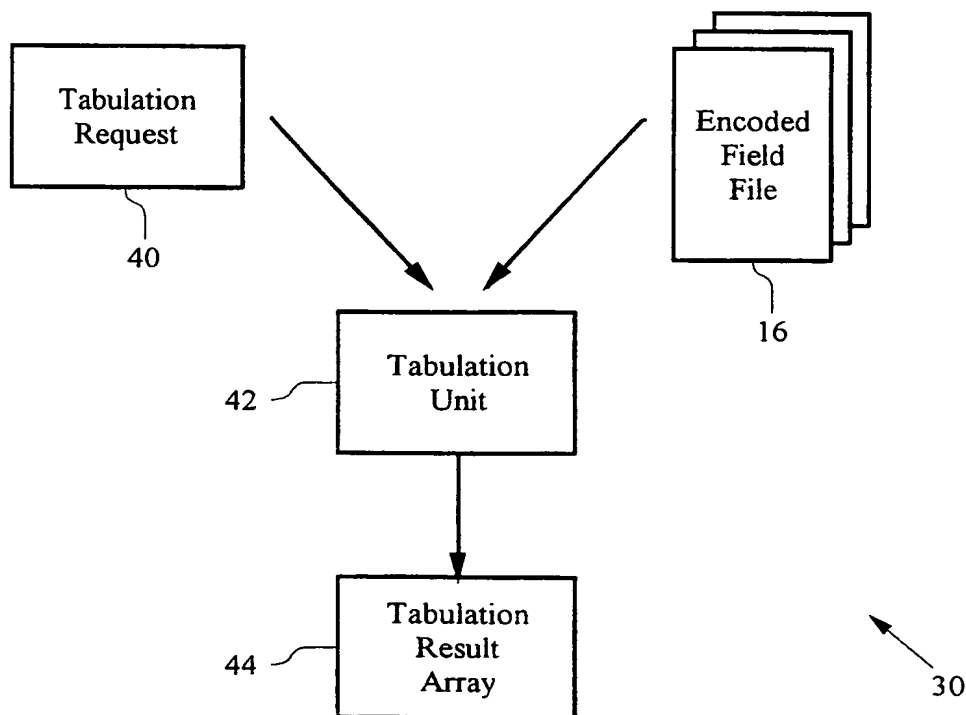 Tabulation
Request
40
Encoded
Field
File
16
Tabulation
Unit
42
Tabulation
Result
Array
44
30